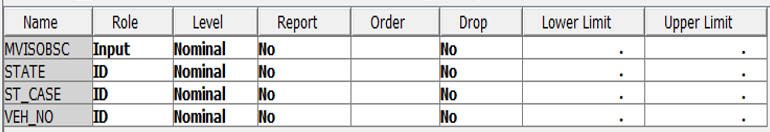 Name Role Level Report Order Drop Lower Limit Upper Limit
MVISOBSC Input Nominal No No . .
STATE ID Nominal No No . .
ST_CASE ID Nominal No No . .
VEH_NO ID Nominal No No . .